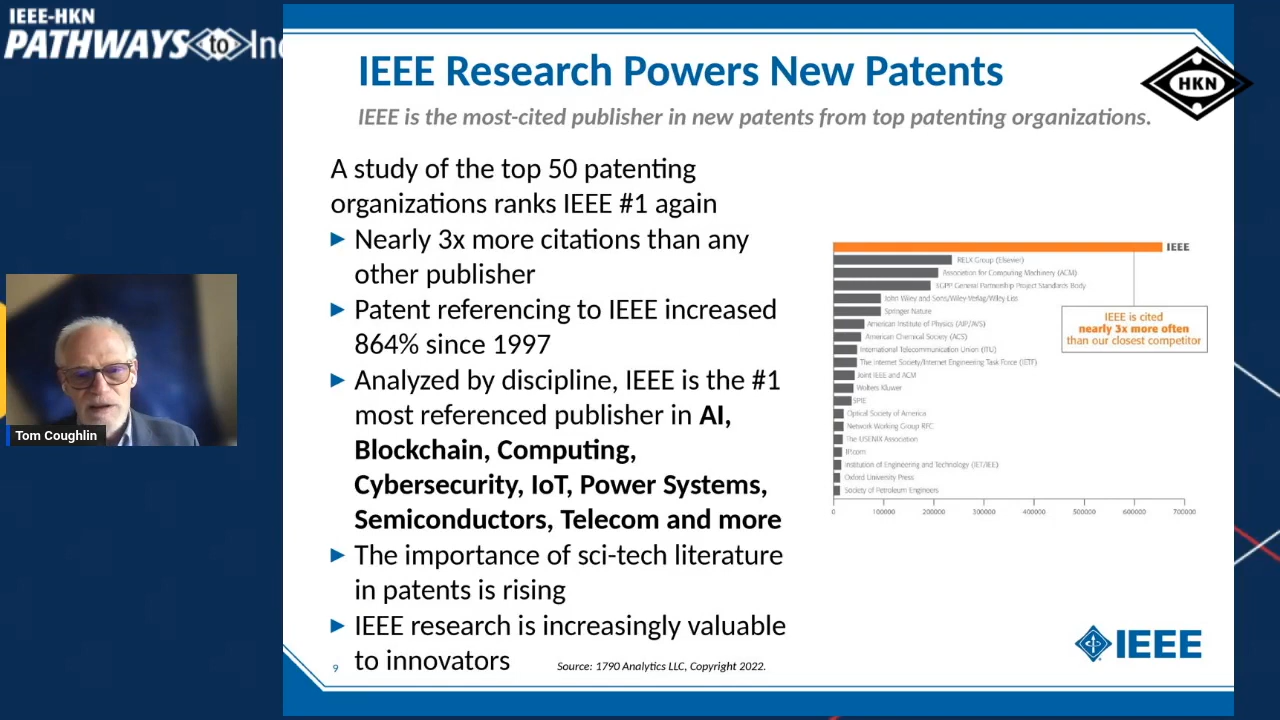 IEEE-HKN
PATHWAYS to Ind
IEEE Research Powers New Patents
HKN
IEEE is the most-cited publisher in new patents from top patenting organizations.
A study of the top 50 patenting
organizations ranks IEEE #1 again
Nearly 3x more citations than any
other publisher
Patent referencing to IEEE increased
864% since 1997
Analyzed by discipline, IEEE is the #1
most referenced publisher in AI,
Blockchain, Computing,
Cybersecurity, IoT, Power Systems,
Semiconductors, Telecom and more
The importance of sci-tech literature
in patents is rising
IEEE research is increasingly valuable
to innovators
IEEE
RELX Group (Elsevier)
Association for Computing Machinery (ACM)
3GPP General Partnership Project Standards Body
John Wiley and Sons/Wiley-Verlag/Wiley-Liss
Springer Nature
American Institute of Physics (AIP/AVS)
American Chemical Society (ACS)
International Telecommunication Union (ITU)
The Internet Society/Internet Engineering Task Force (IETF)
Joint IEEE and ACM
Wolters Kluwer
SPIE
Optical Society of America
Network Working Group RFC
The USENIX Association
IP.com
Institution of Engineering and Technology (IET/IEE)
Oxford University Press
Society of Petroleum Engineers
IEEE is cited
nearly 3x more often
than our closest competitor
0 100000 200000 300000 400000 500000 600000 700000
Tom Coughlin
9
Source: 1790 Analytics LLC, Copyright 2022.
IEEE